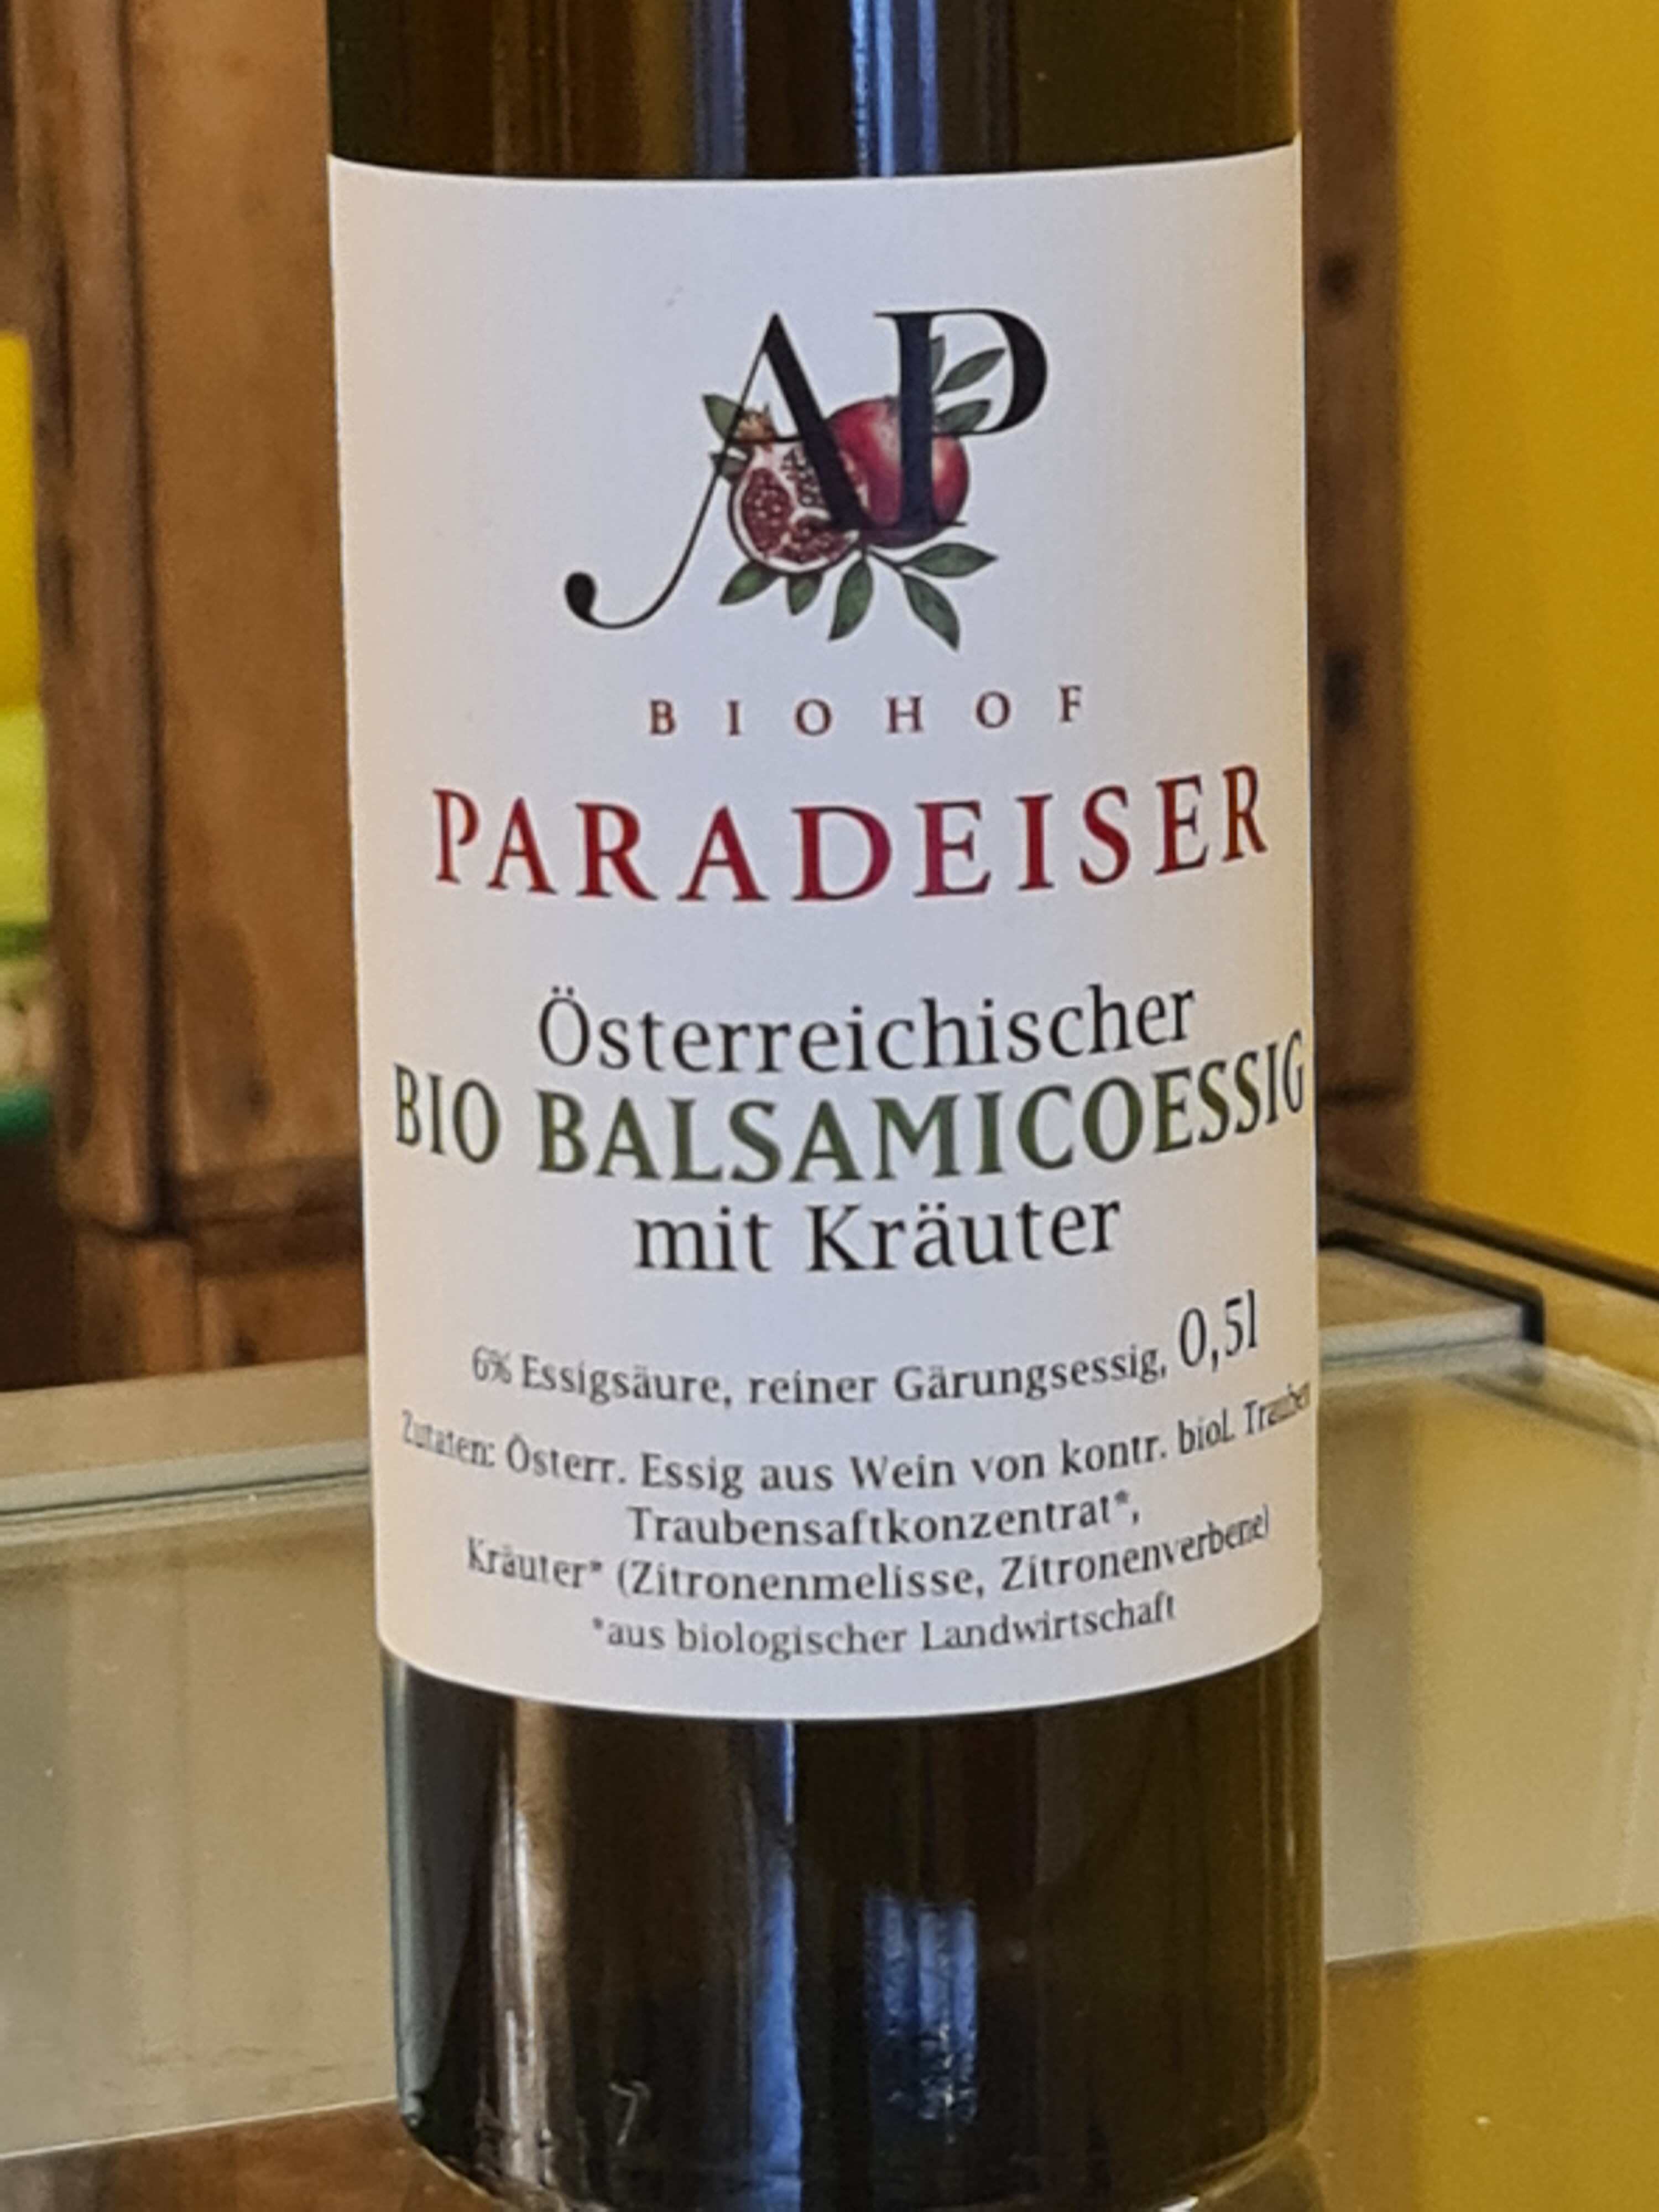 AP
BIOHOF
PARADEISER
Österreichischer
BIO BALSAMICOESSIG
mit Kräuter
6% Essigsäure, reiner Gärungsessig, 0,5l
Zutaten: Österr. Essig aus Wein von kontr. biol. Trauben
Traubensaftkonzentrat*,
Kräuter* (Zitronenmelisse, Zitronenverbene)
*aus biologischer Landwirtschaft